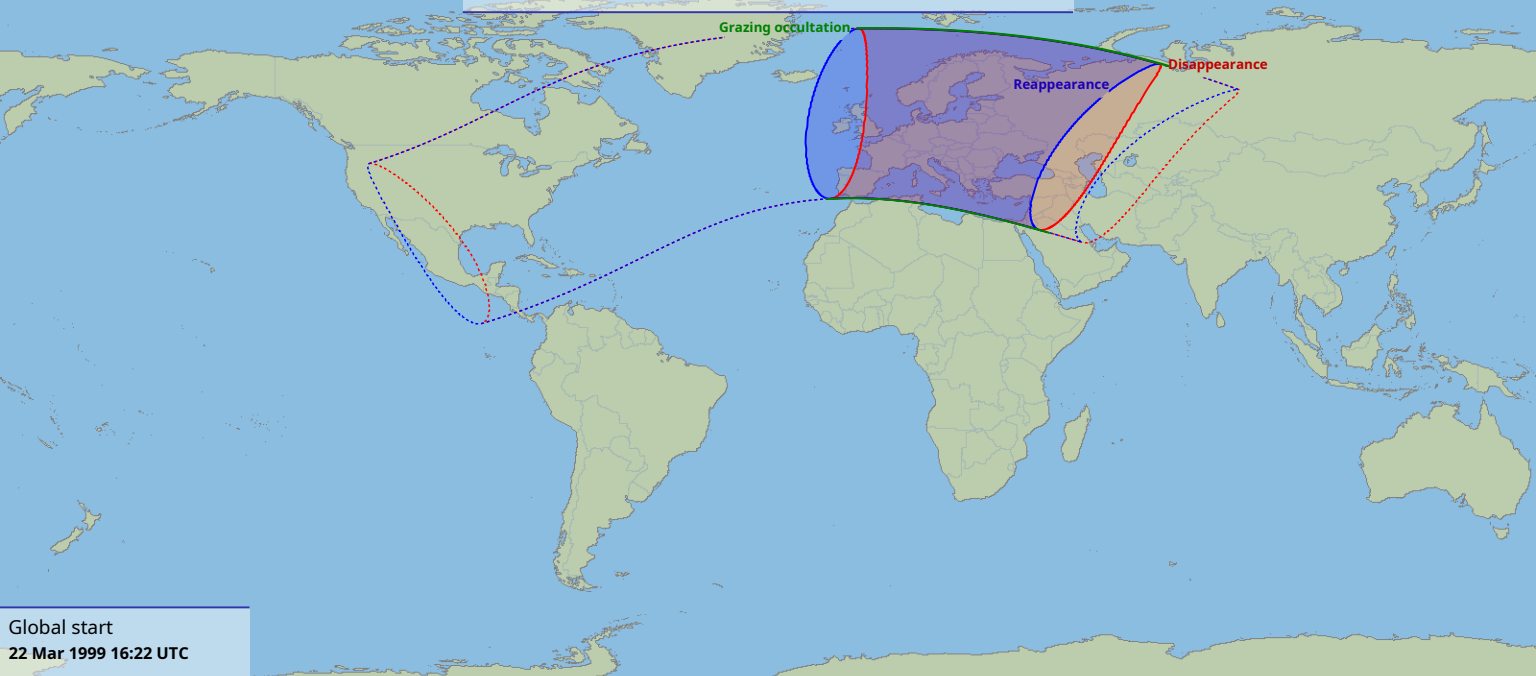 Grazing occultation
Disappearance
Reappearance
Global start
22 Mar 1999 16:22 UTC